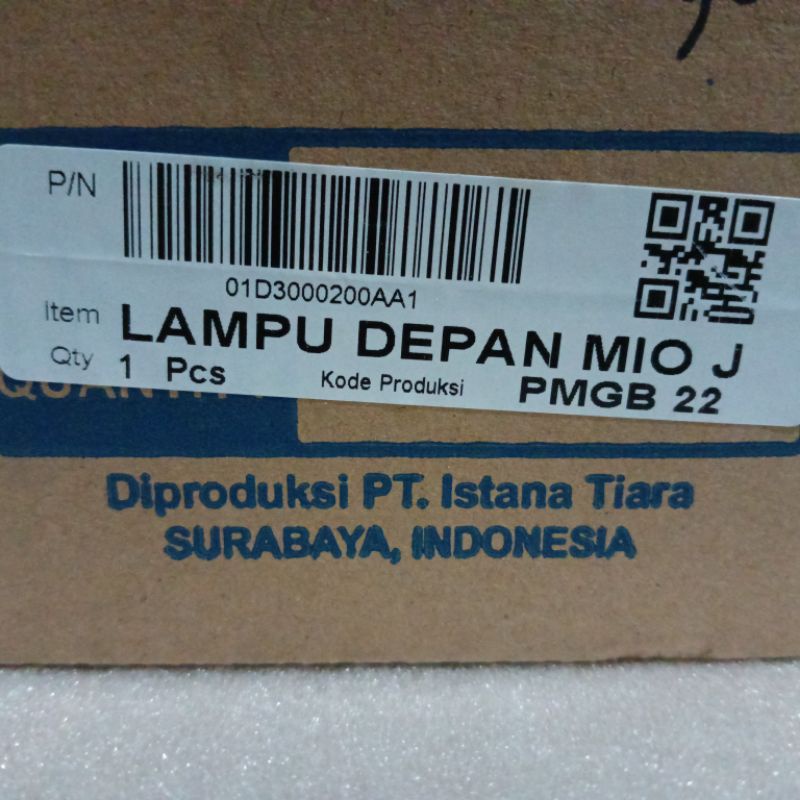 P/N
01D3000200AA1
Item LAMPU DEPAN MIO J
Qty 1 Pcs Kode Produksi PMGB 22
Diproduksi PT. Istana Tiara
SURABAYA, INDONESIA